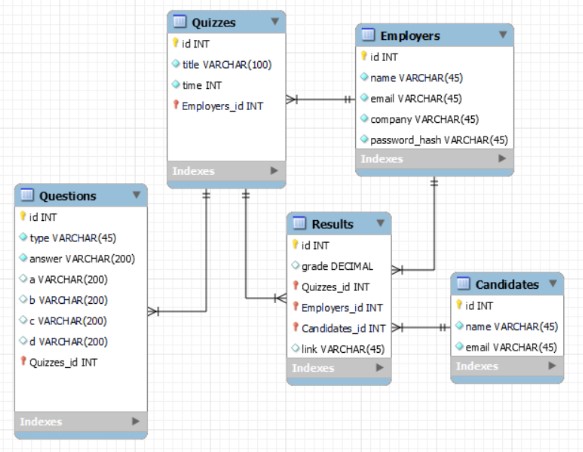 Quizzes
id INT
title VARCHAR(100)
time INT
Employers_id INT
Indexes
Employers
id INT
name VARCHAR(45)
email VARCHAR(45)
company VARCHAR(45)
password_hash VARCHAR(45)
Indexes
Questions
id INT
type VARCHAR(45)
answer VARCHAR(200)
a VARCHAR(200)
b VARCHAR(200)
c VARCHAR(200)
d VARCHAR(200)
Quizzes_id INT
Indexes
Results
id INT
grade DECIMAL
Quizzes_id INT
Employers_id INT
Candidates_id INT
link VARCHAR(45)
Indexes
Candidates
id INT
name VARCHAR(45)
email VARCHAR(45)
Indexes